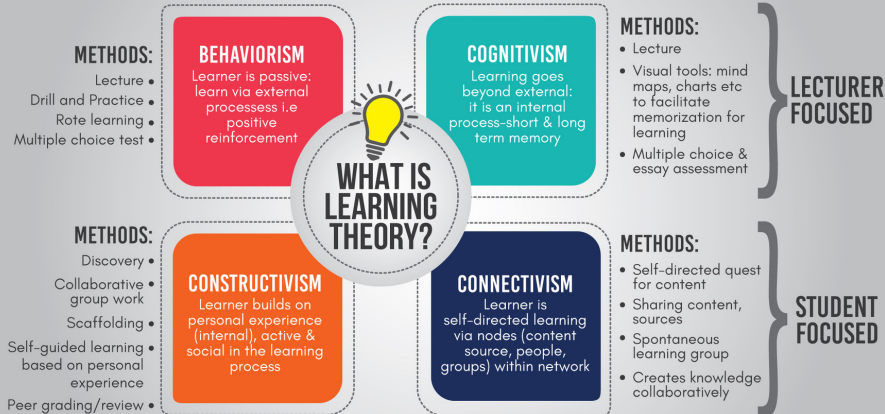 METHODS:
Lecture •
Drill and Practice •
Rote learning •
Multiple choice test •
BEHAVIORISM
Learner is passive:
learn via external
processess i.e
positive
reinforcement
COGNITIVISM
Learning goes
beyond external:
it is an internal
process-short & long
term memory
METHODS:
• Lecture
• Visual tools: mind
maps, charts etc
to facilitate
memorization for
learning
• Multiple choice &
essay assessment
LECTURER
FOCUSED
WHAT IS
LEARNING
THEORY?
METHODS:
Discovery •
Collaborative •
group work
Scaffolding •
Self-guided learning •
based on personal
experience
Peer grading/review •
CONSTRUCTIVISM
Learner builds on
personal experience
(internal), active &
social in the learning
process
CONNECTIVISM
Learner is
self-directed learning
via nodes (content
source, people,
groups) within network
METHODS:
• Self-directed quest
for content
• Sharing content,
sources
• Spontaneous
learning group
• Creates knowledge
collaboratively
STUDENT
FOCUSED